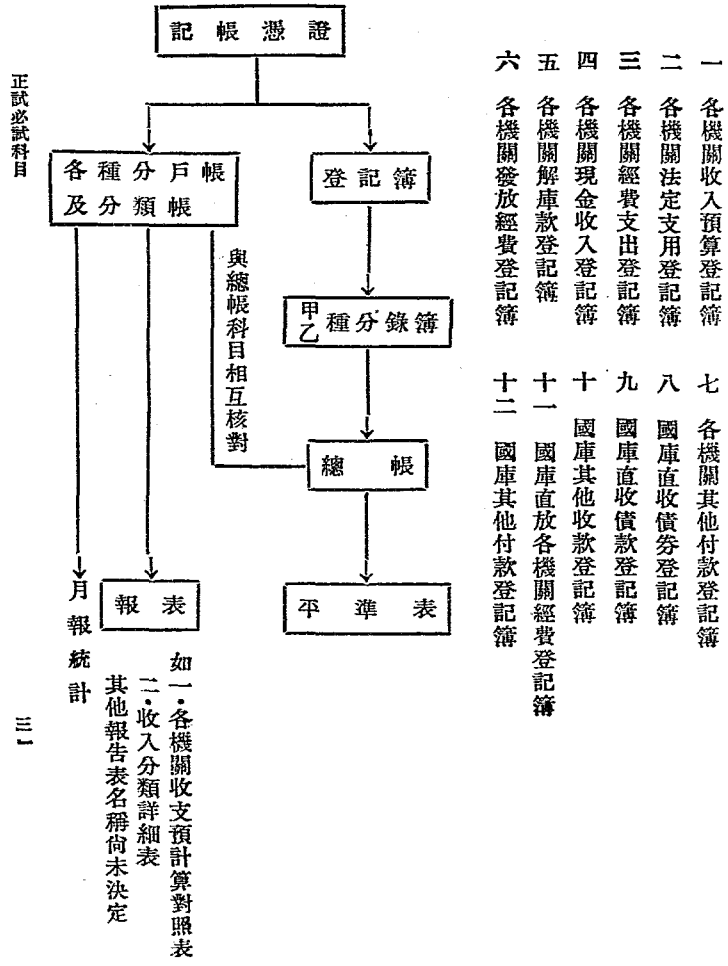 一　各機關收入預算登記簿
二　各機關法定支用登記簿
三　各機關經費支出登記簿
四　各機關現金收入登記簿
五　各機關解庫款登記簿
六　各機關發放經費登記簿
七　各機關其他付款登記簿
八　國庫直收債券登記簿
九　國庫直收債款登記簿
十　國庫其他收款登記簿
十一　國庫直放各機關經費登記簿
十二　國庫其他付款登記簿
記帳憑證
登記簿
甲乙種分錄簿
總帳
平準表
各種分戶帳
及分類帳
與總帳科目相互核對
報表
如一．各機關收支預計算對照表
二．收入分類詳細表
其他報告表名稱尙未決定
月報統計
正試必試科目
三一